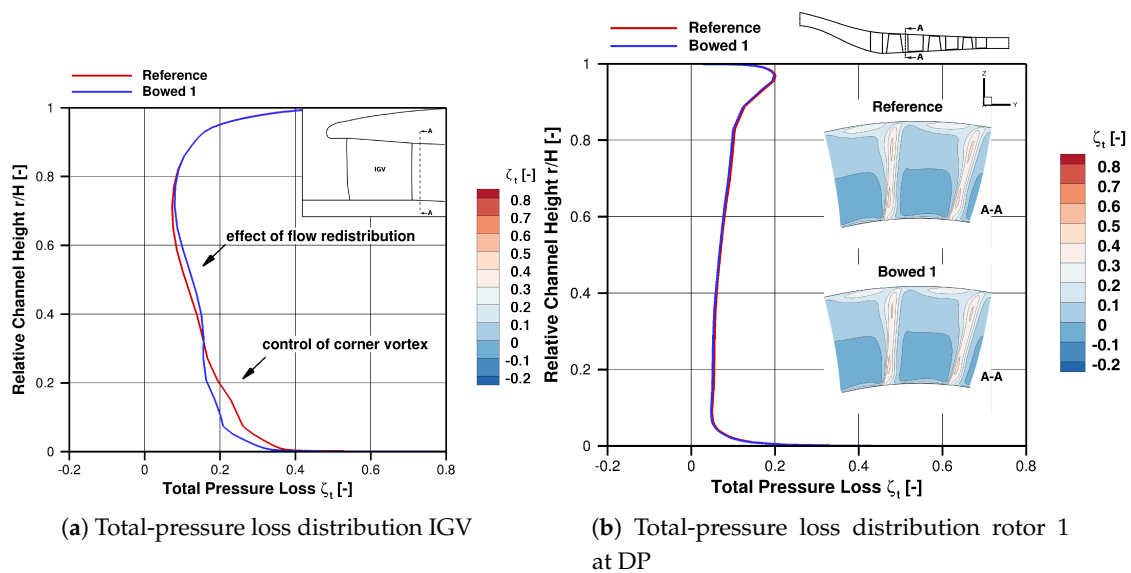 Reference
Bowed 1
1
0.8
0.6
0.4
0.2
0
Relative Channel Height r/H [-]
-0.2
0
0.2
0.4
0.6
0.8
Total Pressure Loss ζt [-]
effect of flow redistribution
control of corner vortex
A
IGV
A
ζt [-]
0.8
0.7
0.6
0.5
0.4
0.3
0.2
0.1
0
-0.1
-0.2
(a) Total-pressure loss distribution IGV
Reference
Bowed 1
A
A
1
0.8
0.6
0.4
0.2
0
Relative Channel Height r/H [-]
-0.2
0
0.2
0.4
0.6
0.8
Total Pressure Loss ζt [-]
Z
Y
Reference
A-A
Bowed 1
A-A
ζt [-]
0.8
0.7
0.6
0.5
0.4
0.3
0.2
0.1
0
-0.1
-0.2
(b) Total-pressure loss distribution rotor 1
at DP